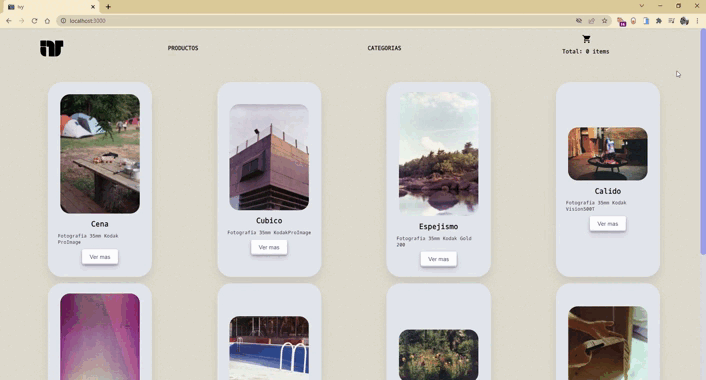 Ivy
localhost:3000
PRODUCTOS
CATEGORIAS
Total: 0 items
Cena
Fotografia 35mm Kodak
ProImage
Ver mas
Cubico
Fotografia 35mm KodakProImage
Ver mas
Espejismo
Fotografia 35mm Kodak Gold
200
Ver mas
Calido
Fotografia 35mm Kodak
Vision500T
Ver mas